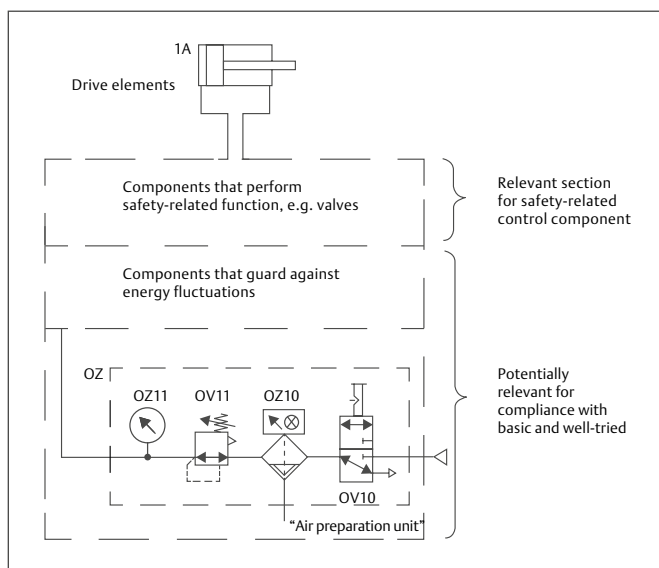 1A
Drive elements
Components that perform
safety-related function, e.g. valves
Relevant section
for safety-related
control component
Components that guard against
energy fluctuations
OZ
OZ11
OV11
OZ10
Potentially
relevant for
compliance with
basic and well-tried
OV10
“Air preparation unit”